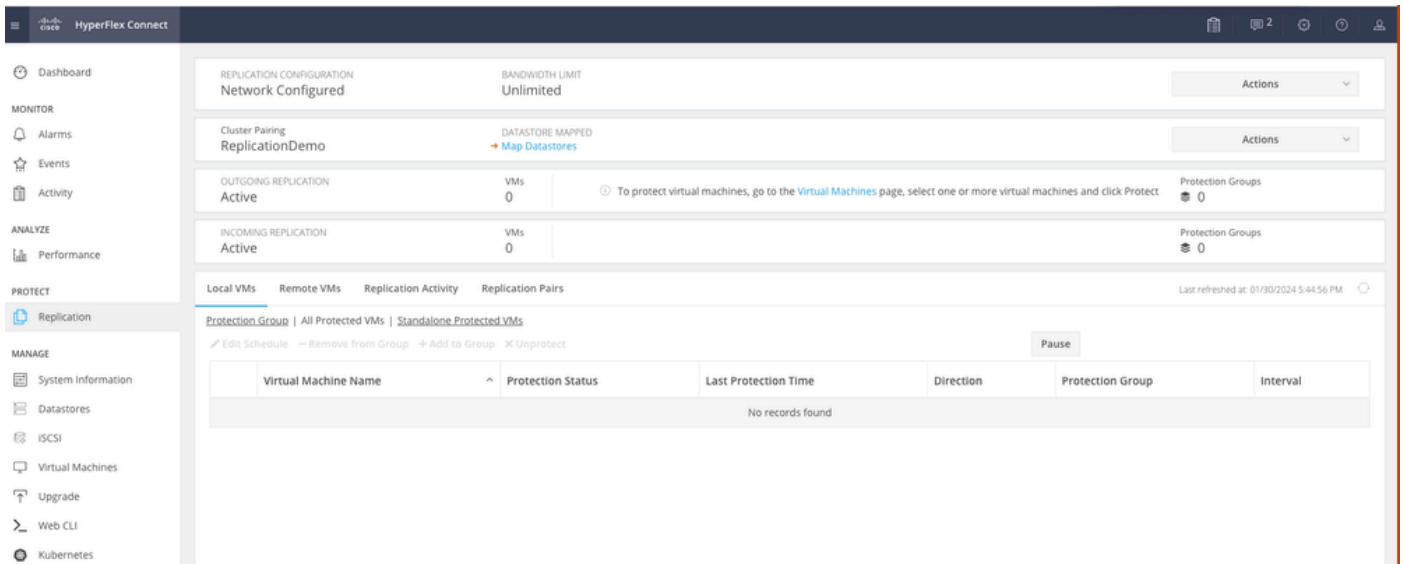 CISCO HyperFlex Connect 2
Dashboard
MONITOR
Alarms
Events
Activity
ANALYZE
Performance
PROTECT
Replication
MANAGE
System Information
Datastores
iSCSI
Virtual Machines
Upgrade
Web CLI
Kubernetes
REPLICATION CONFIGURATION BANDWIDTH LIMIT
Network Configured Unlimited Actions
Cluster Pairing DATASTORE MAPPED
ReplicationDemo → Map Datastores Actions
OUTGOING REPLICATION VMs Protection Groups
Active 0 To protect virtual machines, go to the Virtual Machines page, select one or more virtual machines and click Protect 0
INCOMING REPLICATION VMs Protection Groups
Active 0 0
Local VMs Remote VMs Replication Activity Replication Pairs Last refreshed at: 01/30/2024 5:44:56 PM
Protection Group | All Protected VMs | Standalone Protected VMs
Edit Schedule — Remove from Group + Add to Group × Unprotect Pause
Virtual Machine Name Protection Status Last Protection Time Direction Protection Group Interval
No records found